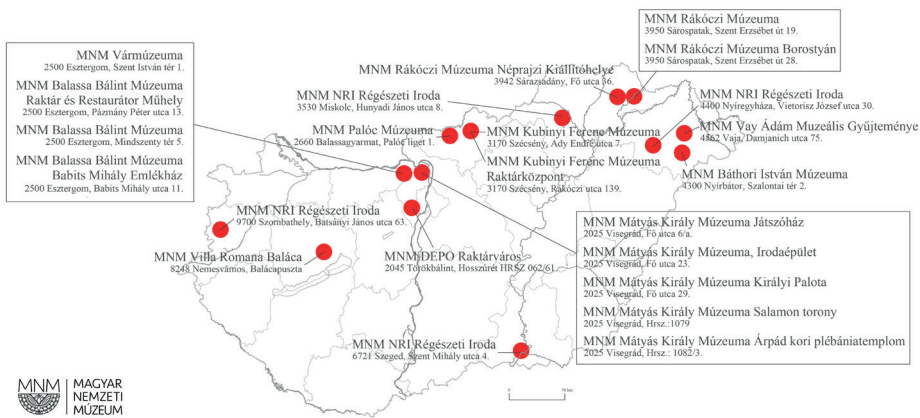 MNM Vármúzeuma
2500 Esztergom, Szent István tér 1.
MNM Balassa Bálint Múzeuma
Raktár és Restaurátor Műhely
2500 Esztergom, Pázmány Péter utca 13.
MNM Balassa Bálint Múzeuma
2500 Esztergom, Mindszenty tér 5.
MNM Balassa Bálint Múzeuma
Babits Mihály Emlékház
2500 Esztergom, Babits Mihály utca 11.
MNM Rákóczi Múzeuma
3950 Sárospatak, Szent Erzsébet út 19.
MNM Rákóczi Múzeuma Borostyán
3950 Sárospatak, Szent Erzsébet út 28.
MNM Rákóczi Múzeuma Néprajzi Kiállítóhelye
3942 Sárazsadány, Fő utca 36.
MNM NRI Régészeti Iroda
3530 Miskolc, Hunyadi János utca 8.
MNM NRI Régészeti Iroda
4400 Nyíregyháza, Vietorisz József utca 30.
MNM Palóc Múzeuma
2660 Balassagyarmat, Palóc liget 1.
MNM Kubinyi Ferenc Múzeuma
3170 Szécsény, Ady Endre utca 7.
MNM Vay Ádám Muzeális Gyűjteménye
4562 Vaja, Damjanich utca 75.
MNM Kubinyi Ferenc Múzeuma
Raktárközpont
3170 Szécsény, Rákóczi utca 139.
MNM Báthori István Múzeuma
4300 Nyírbátor, Szalontai tér 2.
MNM NRI Régészeti Iroda
9700 Szombathely, Batsányi János utca 63.
MNM Villa Romana Baláca
8248 Nemesvámos, Balácapuszta
MNM DEPO Raktárváros
2045 Törökbálint, Hosszúrét HRSZ 062/61.
MNM Mátyás Király Múzeuma Játszóház
2025 Visegrád, Fő utca 6/a.
MNM Mátyás Király Múzeuma, Irodaépület
2025 Visegrád, Fő utca 23.
MNM Mátyás Király Múzeuma Királyi Palota
2025 Visegrád, Fő utca 29.
MNM Mátyás Király Múzeuma Salamon torony
2025 Visegrád, Hrsz.:1079
MNM Mátyás Király Múzeuma Árpád kori plébániatemplom
2025 Visegrád, Hrsz.: 1082/3.
MNM NRI Régészeti Iroda
6721 Szeged, Szent Mihály utca 4.
0 50 km
MNM
MAGYAR
NEMZETI
MÚZEUM